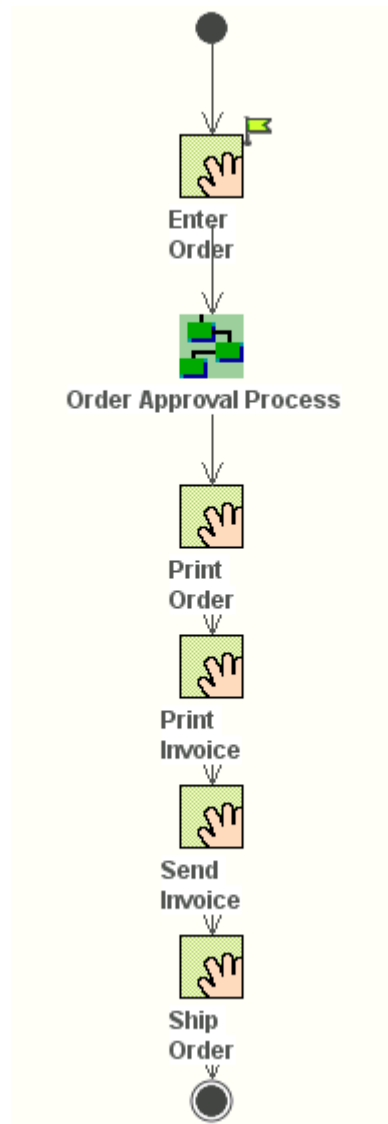 Enter
Order
Order Approval Process
Print
Order
Print
Invoice
Send
Invoice
Ship
Order